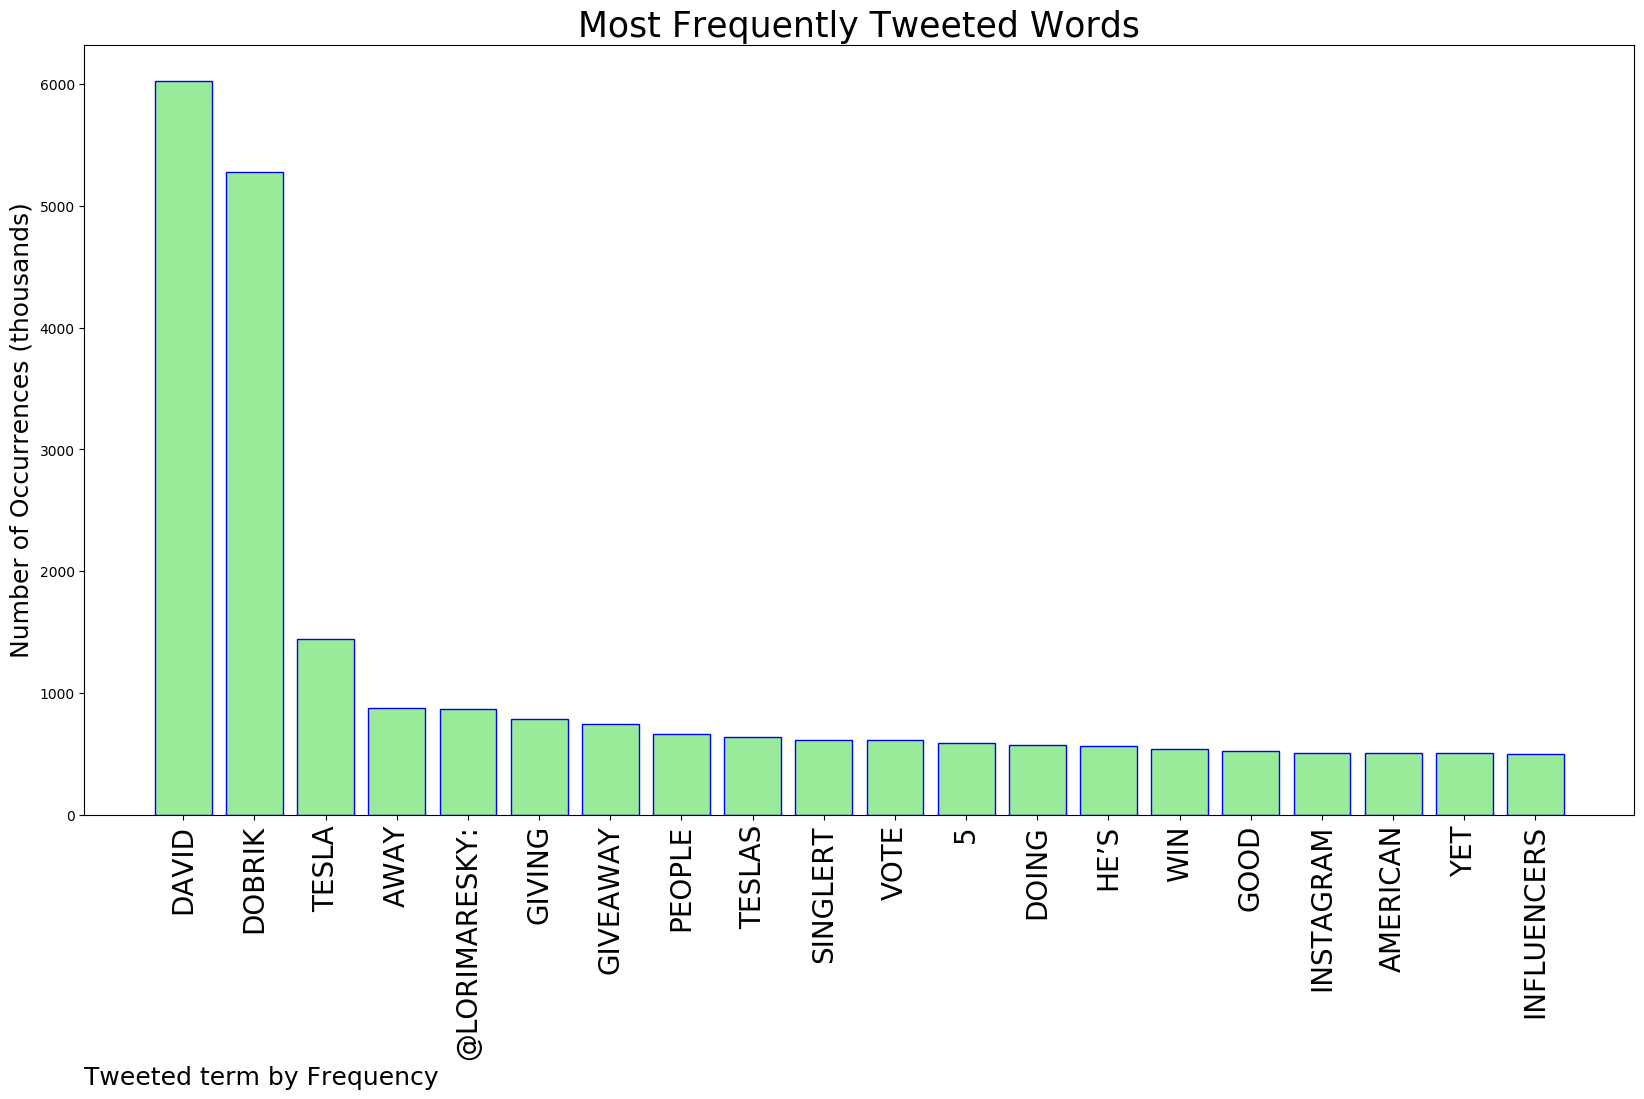 Most Frequently Tweeted Words
Number of Occurrences (thousands)
6000
5000
4000
3000
2000
1000
0
DAVID
DOBRIK
TESLA
AWAY
@LORIMARESKY:
GIVING
GIVEAWAY
PEOPLE
TESLAS
SINGLERT
VOTE
5
DOING
HE’S
WIN
GOOD
INSTAGRAM
AMERICAN
YET
INFLUENCERS
Tweeted term by Frequency